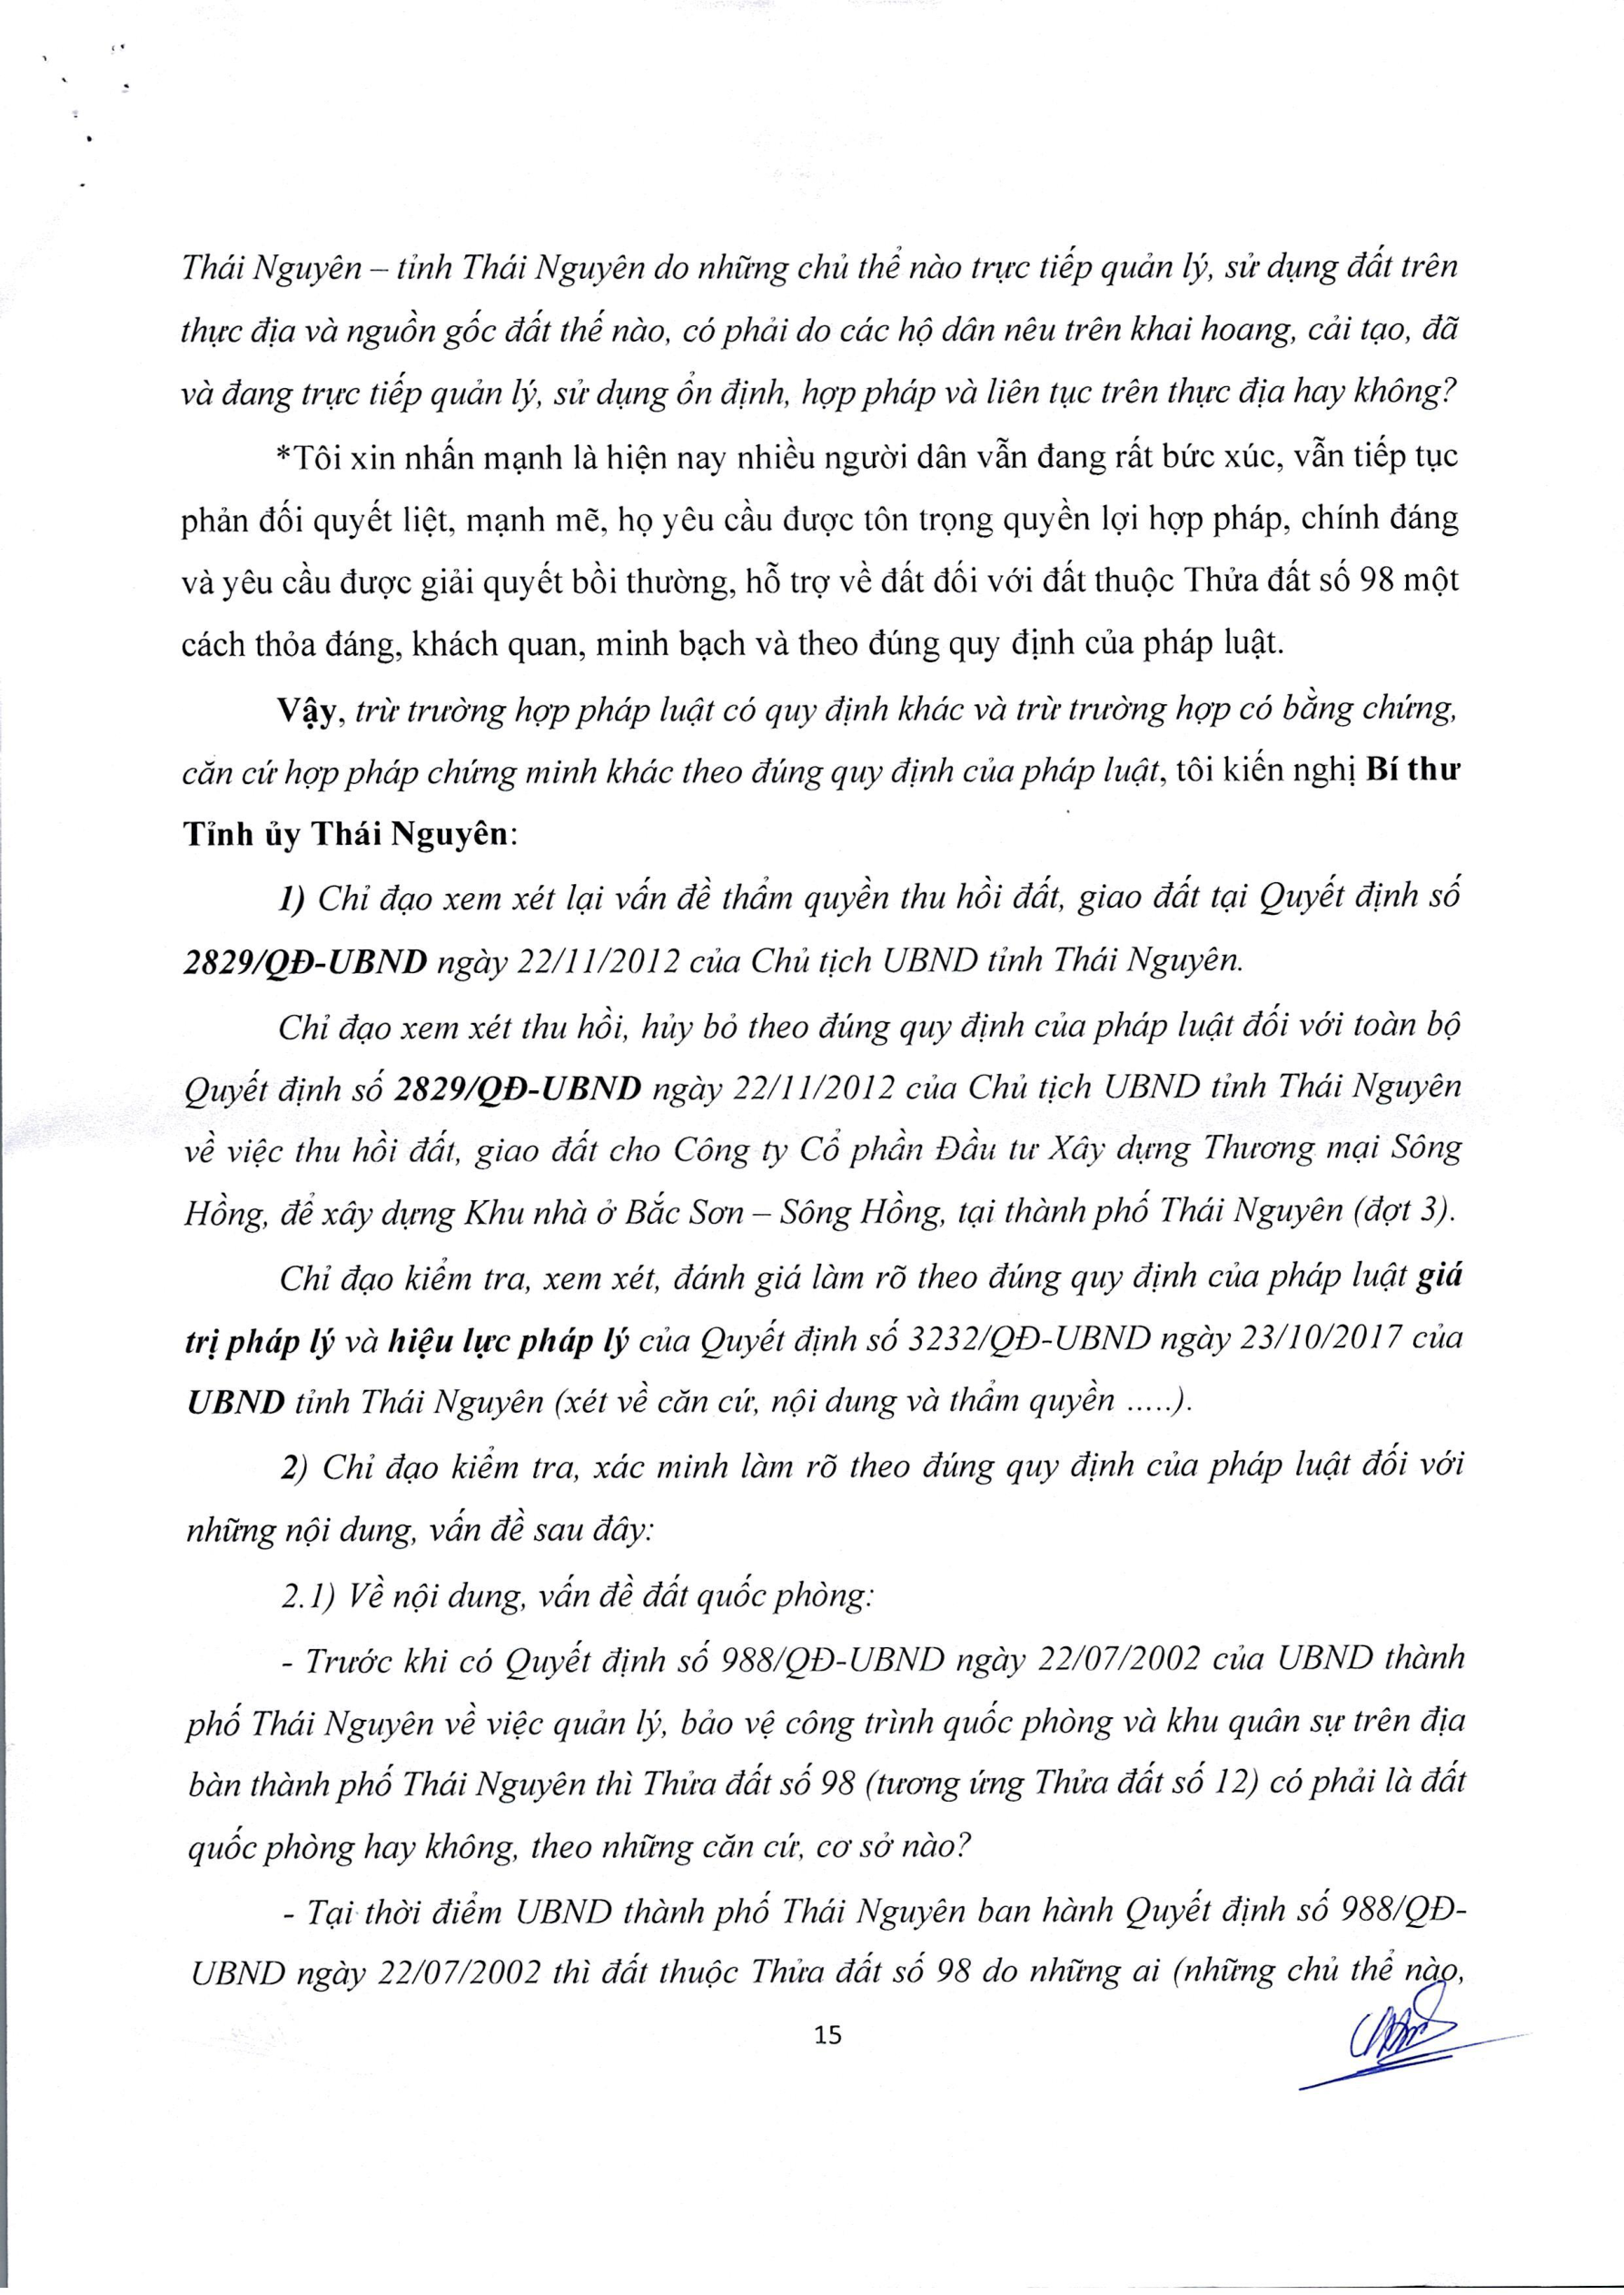 Thái Nguyên – tỉnh Thái Nguyên do những chủ thể nào trực tiếp quản lý, sử dụng đất trên
thực địa và nguồn gốc đất thế nào, có phải do các hộ dân nêu trên khai hoang, cải tạo, đã
và đang trực tiếp quản lý, sử dụng ổn định, hợp pháp và liên tục trên thực địa hay không?
*Tôi xin nhấn mạnh là hiện nay nhiều người dân vẫn đang rất bức xúc, vẫn tiếp tục
phản đối quyết liệt, mạnh mẽ, họ yêu cầu được tôn trọng quyền lợi hợp pháp, chính đáng
và yêu cầu được giải quyết bồi thường, hỗ trợ về đất đối với đất thuộc Thửa đất số 98 một
cách thỏa đáng, khách quan, minh bạch và theo đúng quy định của pháp luật.
Vậy, trừ trường hợp pháp luật có quy định khác và trừ trường hợp có bằng chứng,
căn cứ hợp pháp chứng minh khác theo đúng quy định của pháp luật, tôi kiến nghị Bí thư
Tỉnh ủy Thái Nguyên:
1) Chỉ đạo xem xét lại vấn đề thẩm quyền thu hồi đất, giao đất tại Quyết định số
2829/QĐ-UBND ngày 22/11/2012 của Chủ tịch UBND tỉnh Thái Nguyên.
Chỉ đạo xem xét thu hồi, hủy bỏ theo đúng quy định của pháp luật đối với toàn bộ
Quyết định số 2829/QĐ-UBND ngày 22/11/2012 của Chủ tịch UBND tỉnh Thái Nguyên
về việc thu hồi đất, giao đất cho Công ty Cổ phần Đầu tư Xây dựng Thương mại Sông
Hồng, để xây dựng Khu nhà ở Bắc Sơn – Sông Hồng, tại thành phố Thái Nguyên (đợt 3).
Chỉ đạo kiểm tra, xem xét, đánh giá làm rõ theo đúng quy định của pháp luật giá
trị pháp lý và hiệu lực pháp lý của Quyết định số 3232/QĐ-UBND ngày 23/10/2017 của
UBND tỉnh Thái Nguyên (xét về căn cứ, nội dung và thẩm quyền .....).
2) Chỉ đạo kiểm tra, xác minh làm rõ theo đúng quy định của pháp luật đối với
những nội dung, vấn đề sau đây:
2.1) Về nội dung, vấn đề đất quốc phòng:
- Trước khi có Quyết định số 988/QĐ-UBND ngày 22/07/2002 của UBND thành
phố Thái Nguyên về việc quản lý, bảo vệ công trình quốc phòng và khu quân sự trên địa
bàn thành phố Thái Nguyên thì Thửa đất số 98 (tương ứng Thửa đất số 12) có phải là đất
quốc phòng hay không, theo những căn cứ, cơ sở nào?
- Tại thời điểm UBND thành phố Thái Nguyên ban hành Quyết định số 988/QĐ-
UBND ngày 22/07/2002 thì đất thuộc Thửa đất số 98 do những ai (những chủ thể nào,
15